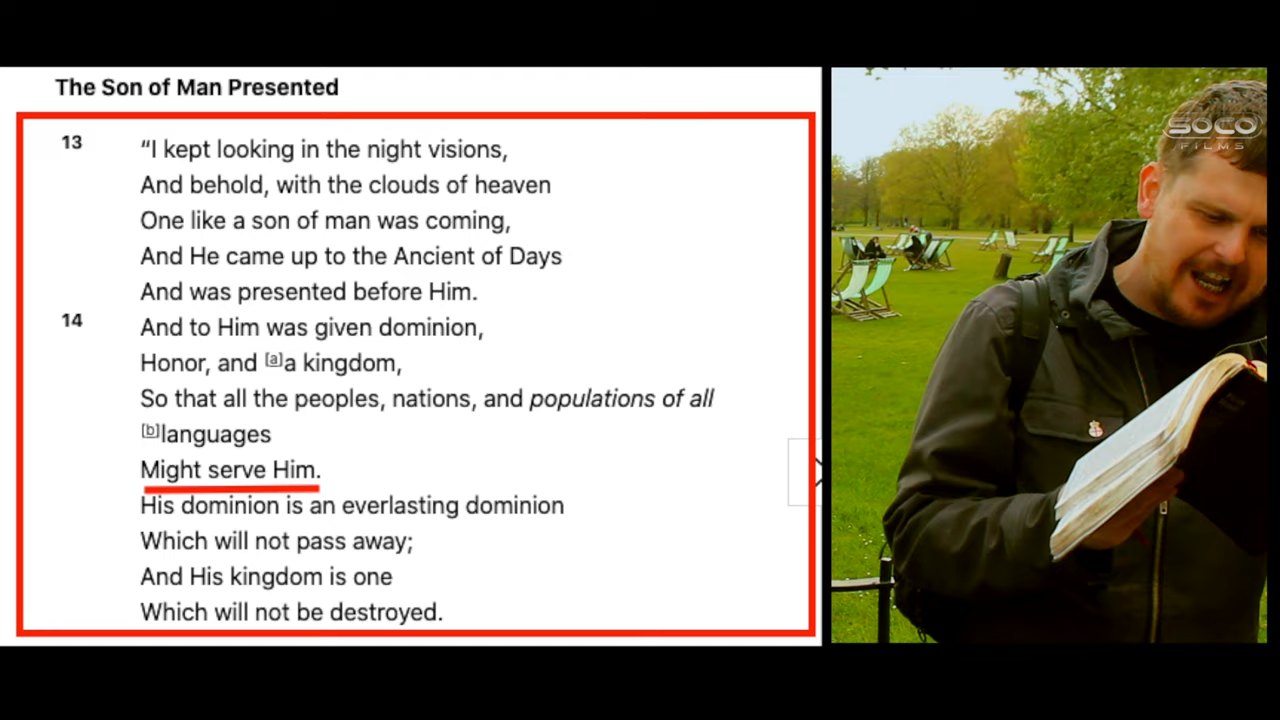 The Son of Man Presented
13 “I kept looking in the night visions,
And behold, with the clouds of heaven
One like a son of man was coming,
And He came up to the Ancient of Days
And was presented before Him.
14 And to Him was given dominion,
Honor, and [a]a kingdom,
So that all the peoples, nations, and populations of all
[b]languages
Might serve Him.
His dominion is an everlasting dominion
Which will not pass away;
And His kingdom is one
Which will not be destroyed.
SOCO
FILMS